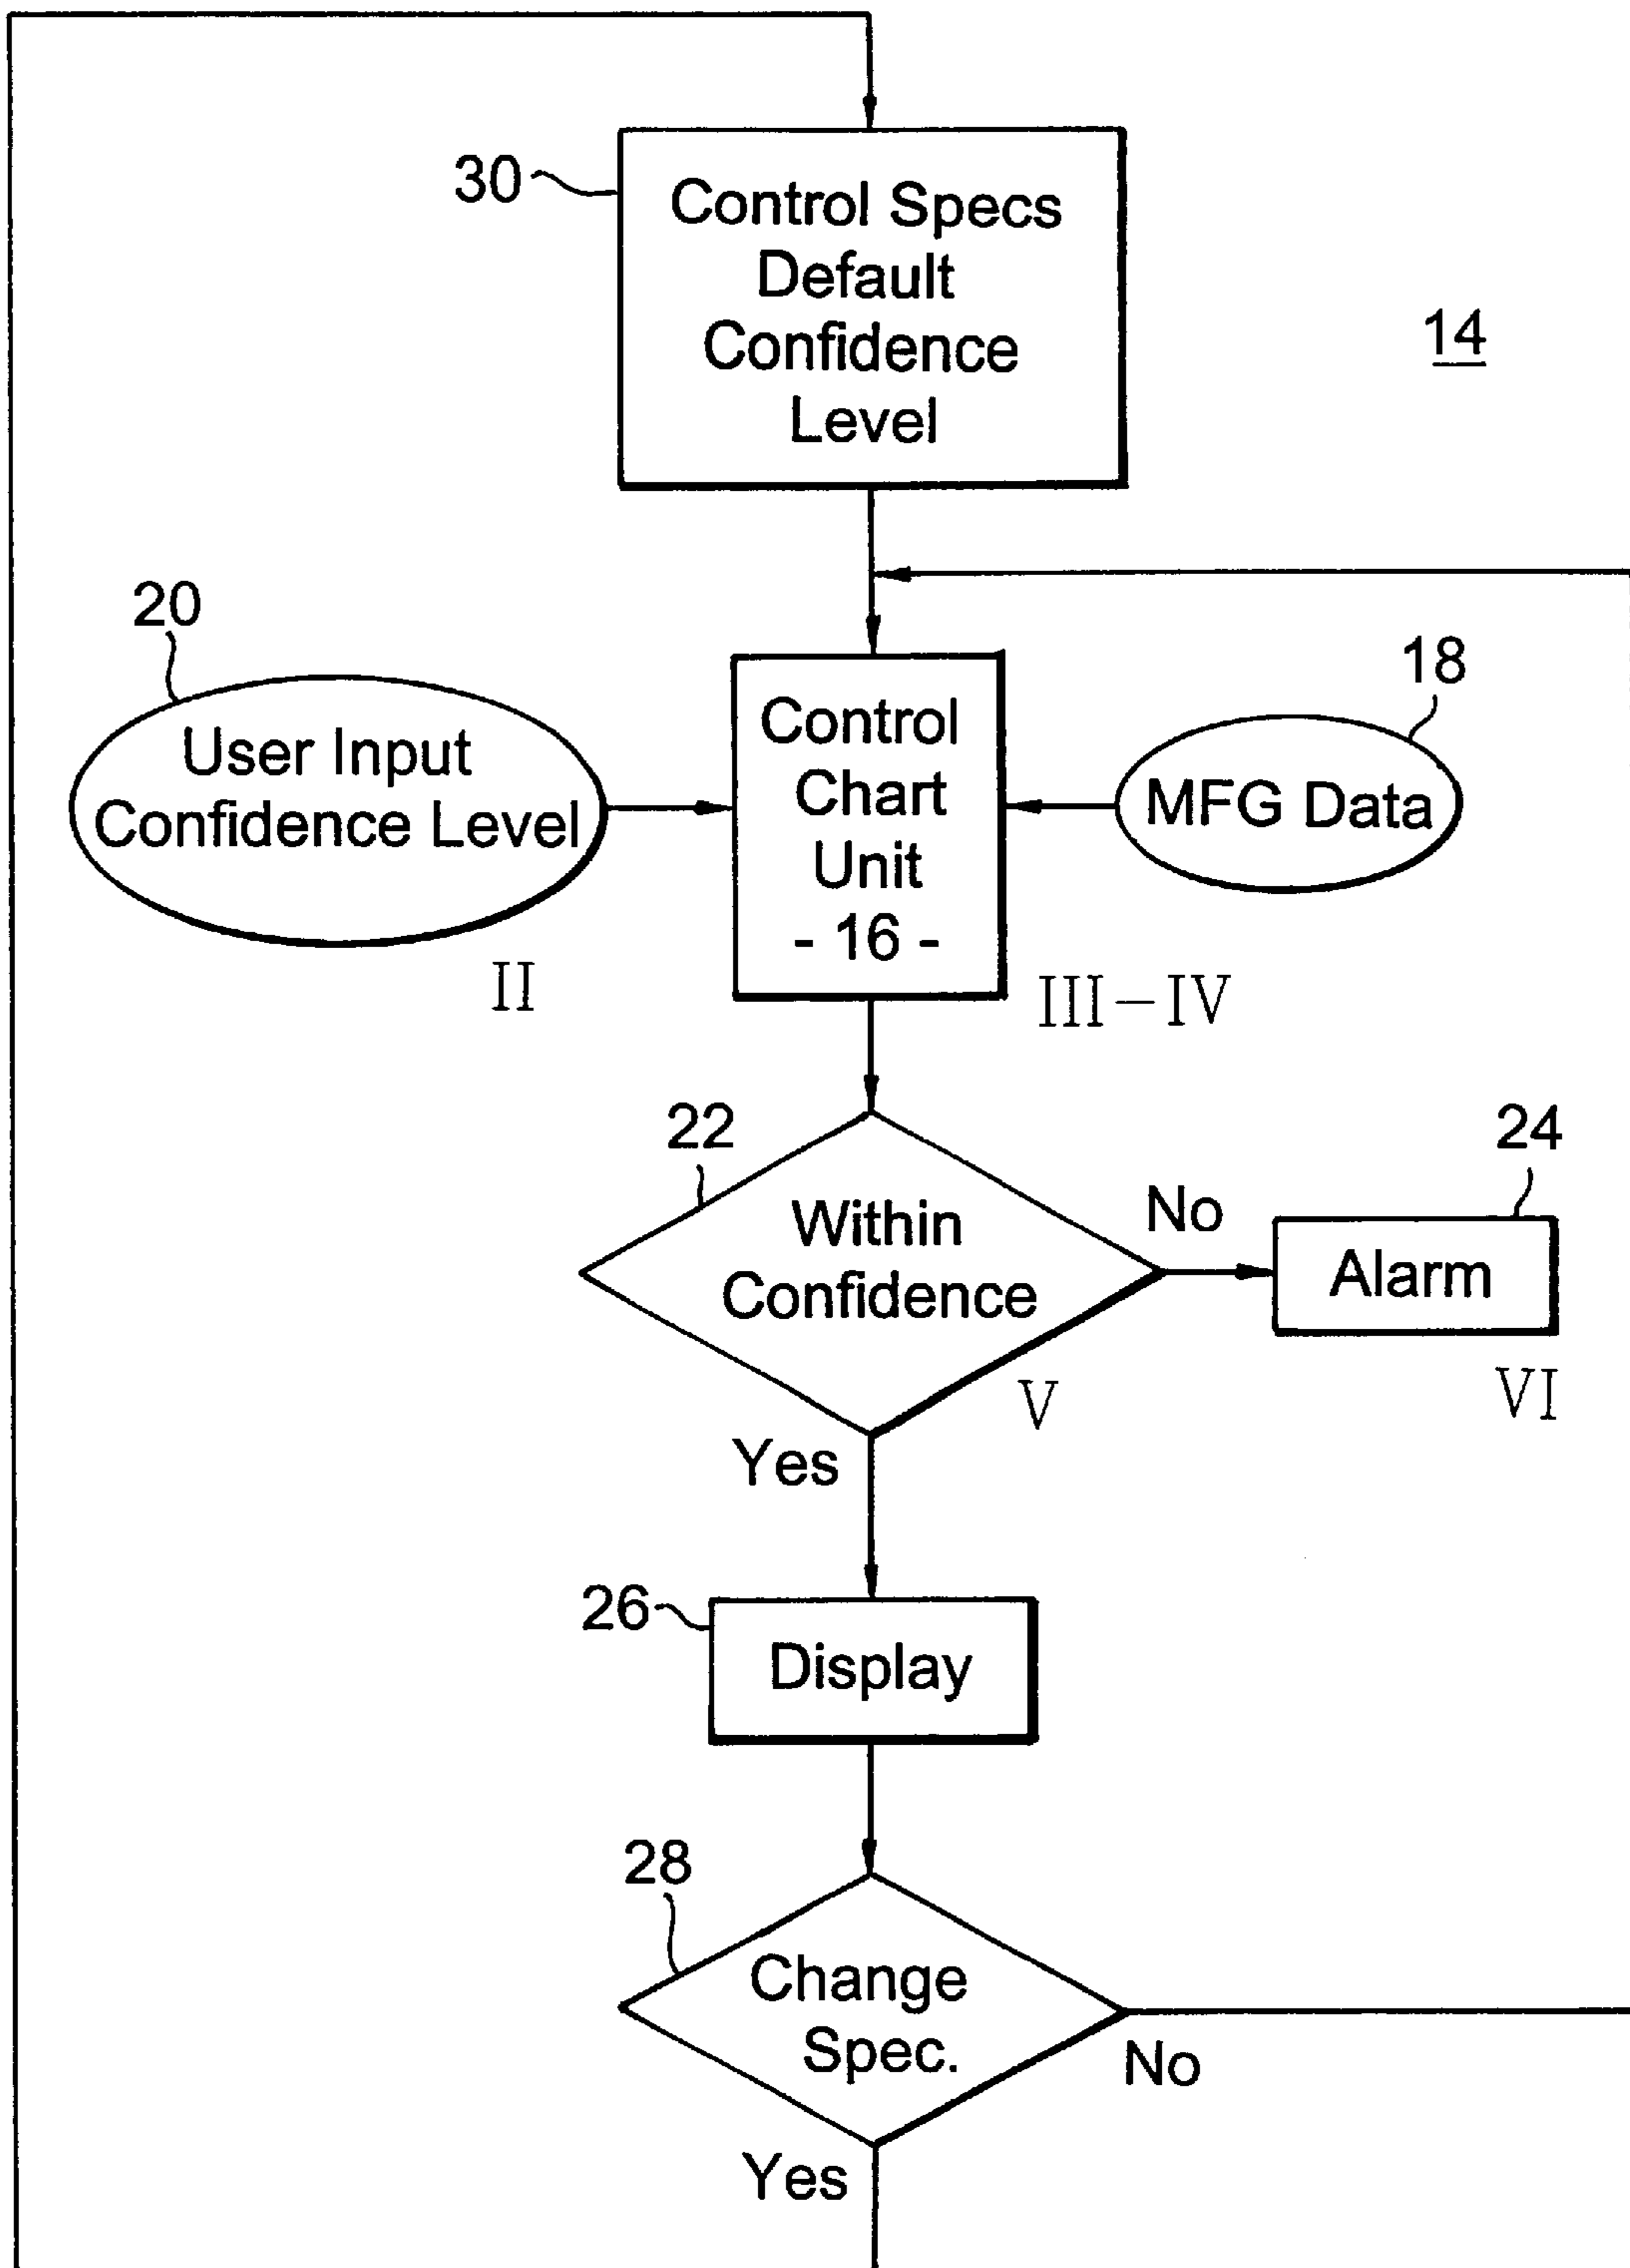 30
Control Specs
Default
Confidence
Level
14
20
User Input
Confidence Level
II
Control
Chart
Unit
- 16 -
III-IV
18
MFG Data
22
Within
Confidence
No
V
24
Alarm
VI
Yes
26
Display
28
Change
Spec.
No
Yes